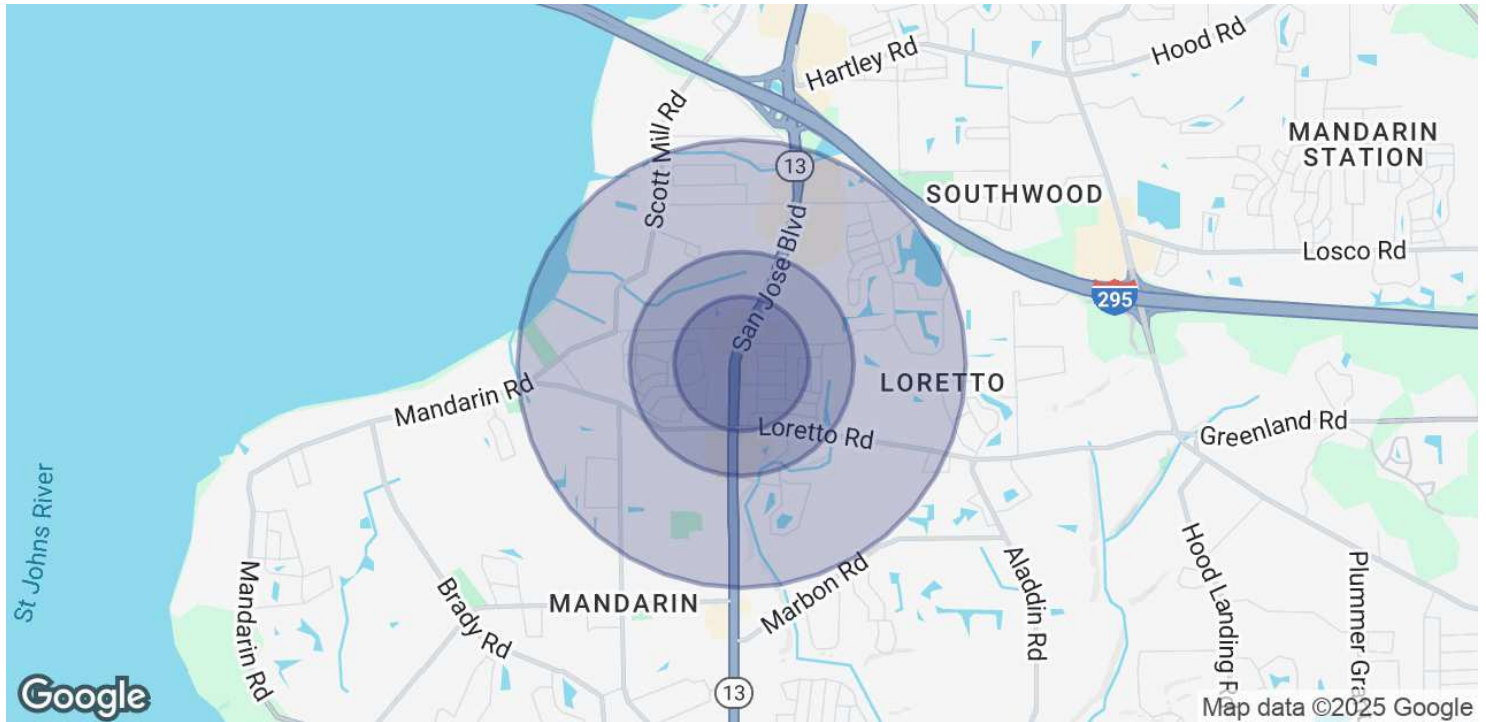 Hartley Rd
Hood Rd
Scott Mill Rd
MANDARIN
STATION
13
SOUTHWOOD
San Jose Blvd
Losco Rd
295
LORETTO
Mandarin Rd
Loretto Rd
Greenland Rd
St Johns River
Mandarin Rd
Brady Rd
MANDARIN
Marbon Rd
Aladdin Rd
Hood Landing Rd
Plummer Gra
13
Google
Map data ©2025 Google